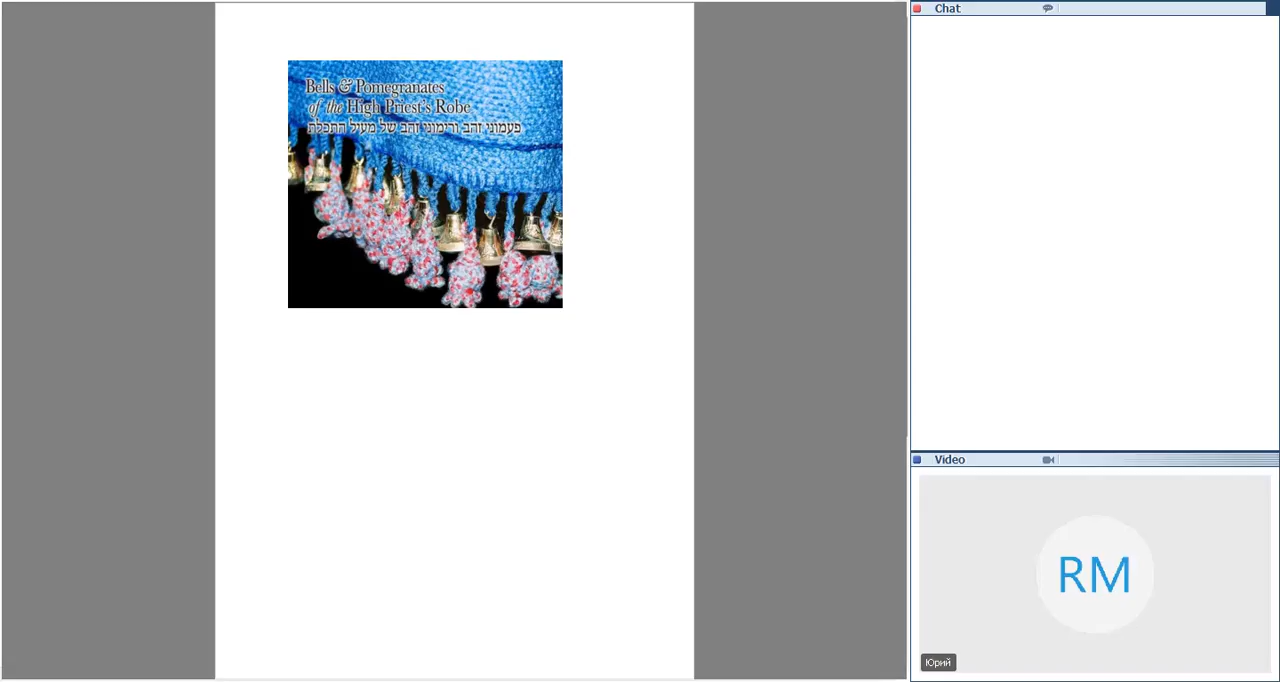 Bells & Pomegranates
of the High Priest's Robe
פעמוני זהב ורימוני זהב של מעיל התכלת
Chat
Video
RM
Юрий